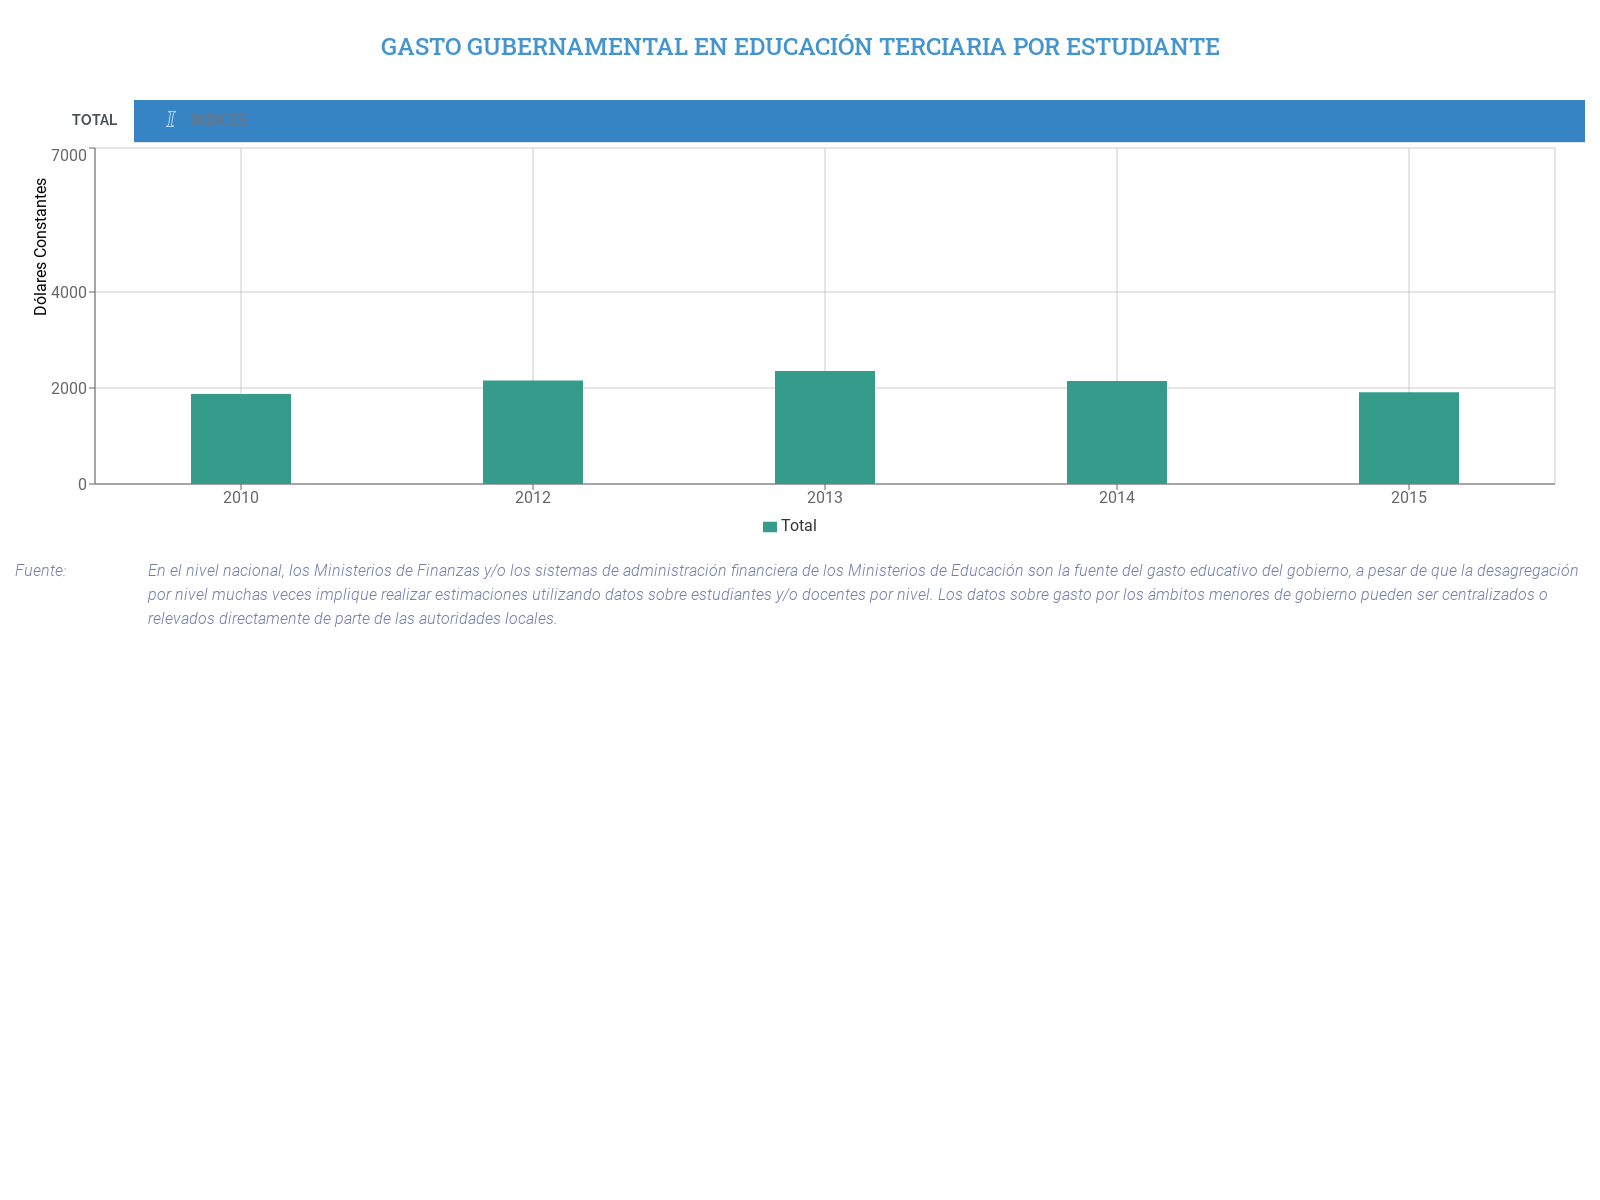 GASTO GUBERNAMENTAL EN EDUCACIÓN TERCIARIA POR ESTUDIANTE
TOTAL
INDICES
7000
Dólares Constantes
4000
2000
0
2010 2012 2013 2014 2015
Total
Fuente: En el nivel nacional, los Ministerios de Finanzas y/o los sistemas de administración financiera de los Ministerios de Educación son la fuente del gasto educativo del gobierno, a pesar de que la desagregación
por nivel muchas veces implique realizar estimaciones utilizando datos sobre estudiantes y/o docentes por nivel. Los datos sobre gasto por los ámbitos menores de gobierno pueden ser centralizados o
relevados directamente de parte de las autoridades locales.